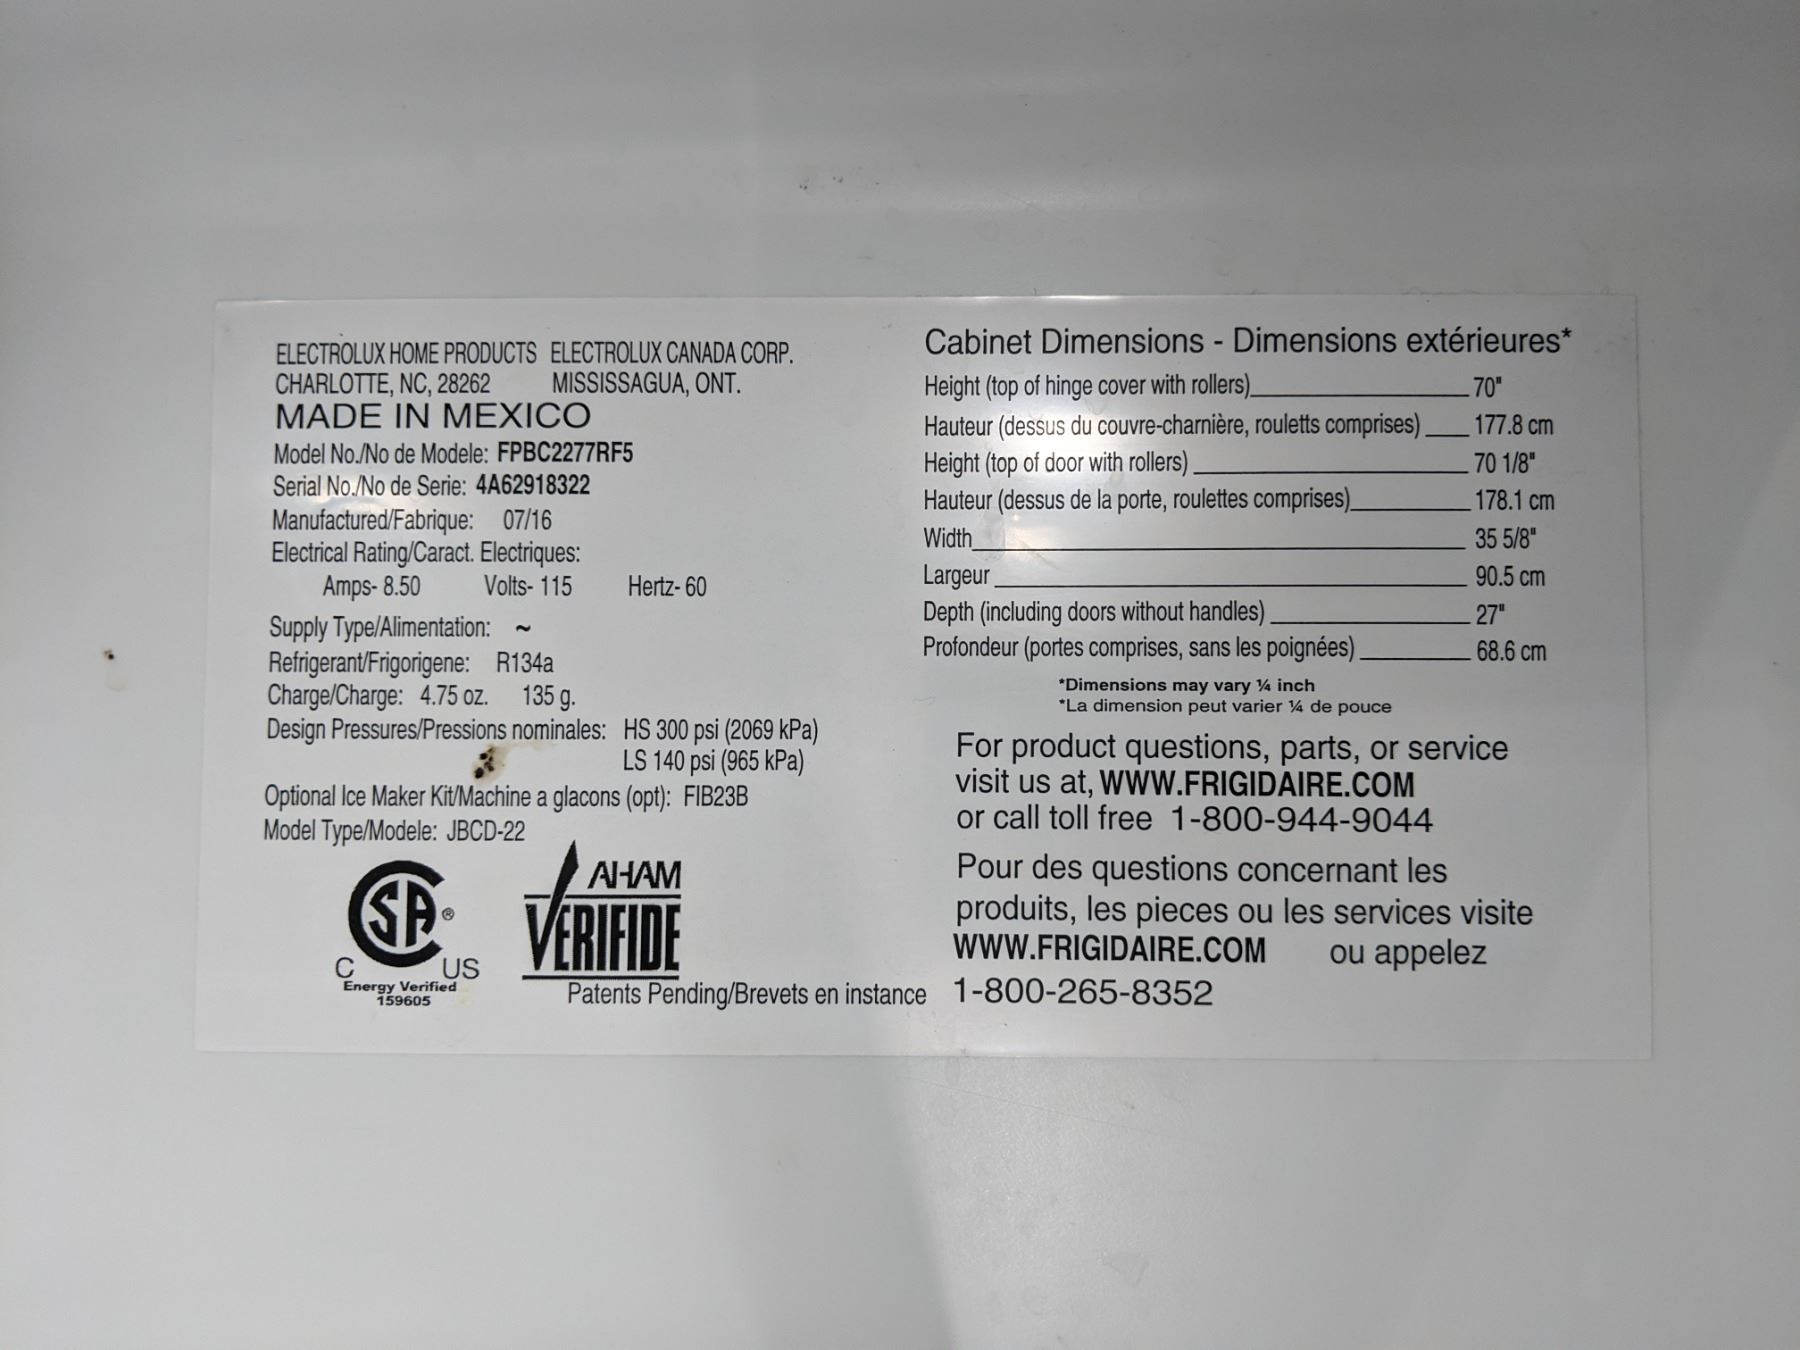 ELECTROLUX HOME PRODUCTS ELECTROLUX CANADA CORP.
CHARLOTTE, NC, 28262 MISSISSAGUA, ONT.
MADE IN MEXICO
Model No./No de Modele: FPBC2277RF5
Serial No./No de Serie: 4A62918322
Manufactured/Fabrique: 07/16
Electrical Rating/Caract. Electriques:
Amps- 8.50 Volts- 115 Hertz- 60
Supply Type/Alimentation: ~
Refrigerant/Frigorigene: R134a
Charge/Charge: 4.75 oz. 135 g.
Design Pressures/Pressions nominales: HS 300 psi (2069 kPa)
LS 140 psi (965 kPa)
Optional Ice Maker Kit/Machine a glacons (opt): FIB23B
Model Type/Modele: JBCD-22
CSA ®
C US
Energy Verified
159605
AHAM
VERIFIDE
Patents Pending/Brevets en instance
Cabinet Dimensions - Dimensions extérieures*
Height (top of hinge cover with rollers) 70"
Hauteur (dessus du couvre-charnière, rouletts comprises) 177.8 cm
Height (top of door with rollers) 70 1/8"
Hauteur (dessus de la porte, roulettes comprises) 178.1 cm
Width 35 5/8"
Largeur 90.5 cm
Depth (including doors without handles) 27"
Profondeur (portes comprises, sans les poignées) 68.6 cm
*Dimensions may vary ¼ inch
*La dimension peut varier ¼ de pouce
For product questions, parts, or service
visit us at, WWW.FRIGIDAIRE.COM
or call toll free 1-800-944-9044
Pour des questions concernant les
produits, les pieces ou les services visite
WWW.FRIGIDAIRE.COM ou appelez
1-800-265-8352